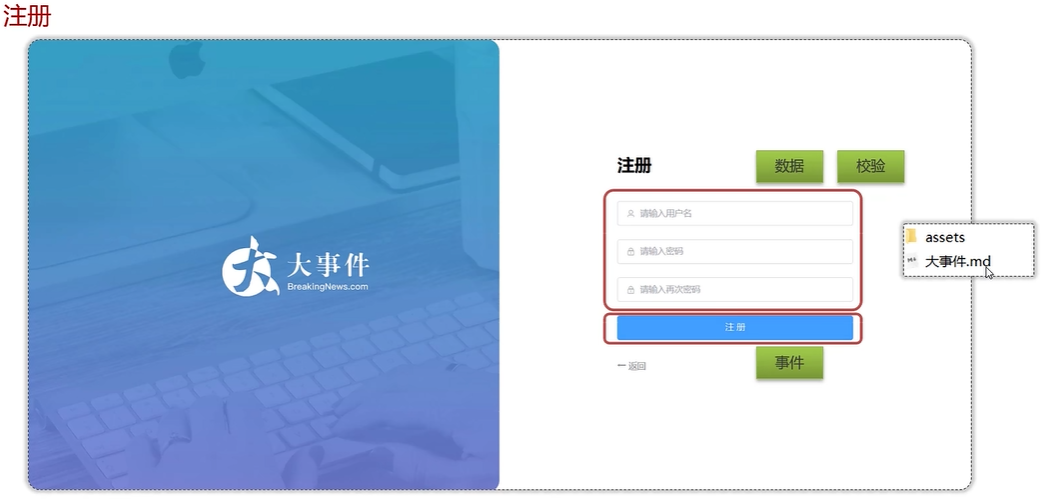 注册
大事件
BreakingNews.com
注册
数据
校验
请输入用户名
请输入密码
请输入再次密码
注册
← 返回
事件
assets
大事件.md